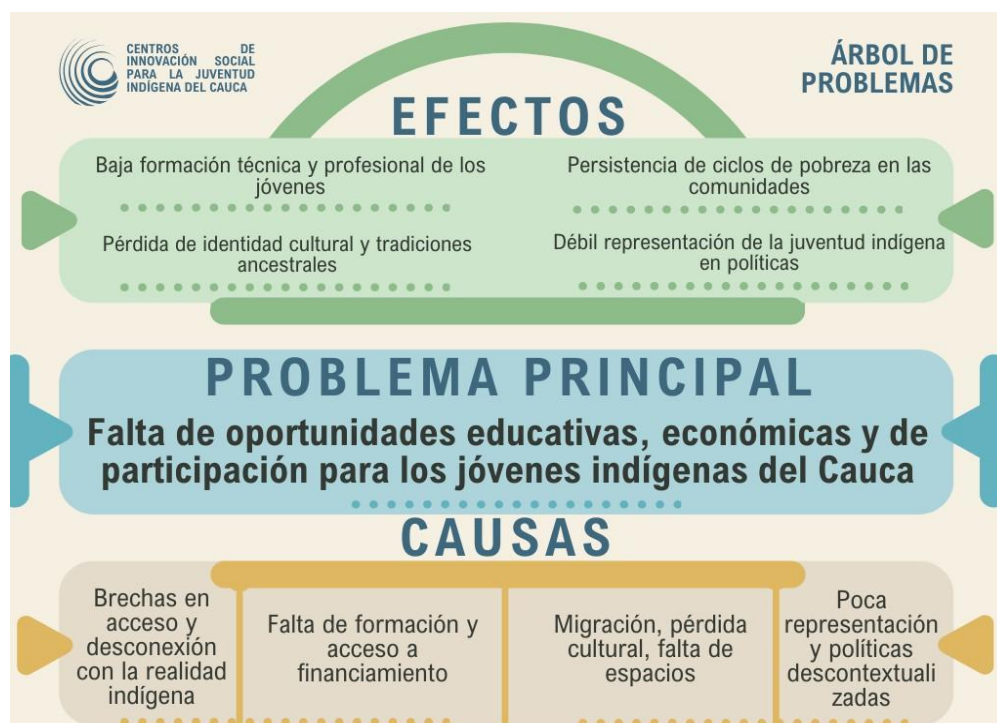 CENTROS DE
INNOVACIÓN SOCIAL
PARA LA JUVENTUD
INDÍGENA DEL CAUCA
ÁRBOL DE
PROBLEMAS
EFECTOS
Baja formación técnica y profesional de los
jóvenes
Persistencia de ciclos de pobreza en las
comunidades
Pérdida de identidad cultural y tradiciones
ancestrales
Débil representación de la juventud indígena
en políticas
PROBLEMA PRINCIPAL
Falta de oportunidades educativas, económicas y de
participación para los jóvenes indígenas del Cauca
CAUSAS
Brechas en
acceso y
desconexión
con la realidad
indígena
Falta de formación y
acceso a
financiamiento
Migración, pérdida
cultural, falta de
espacios
Poca
representación
y políticas
descontextuali
zadas